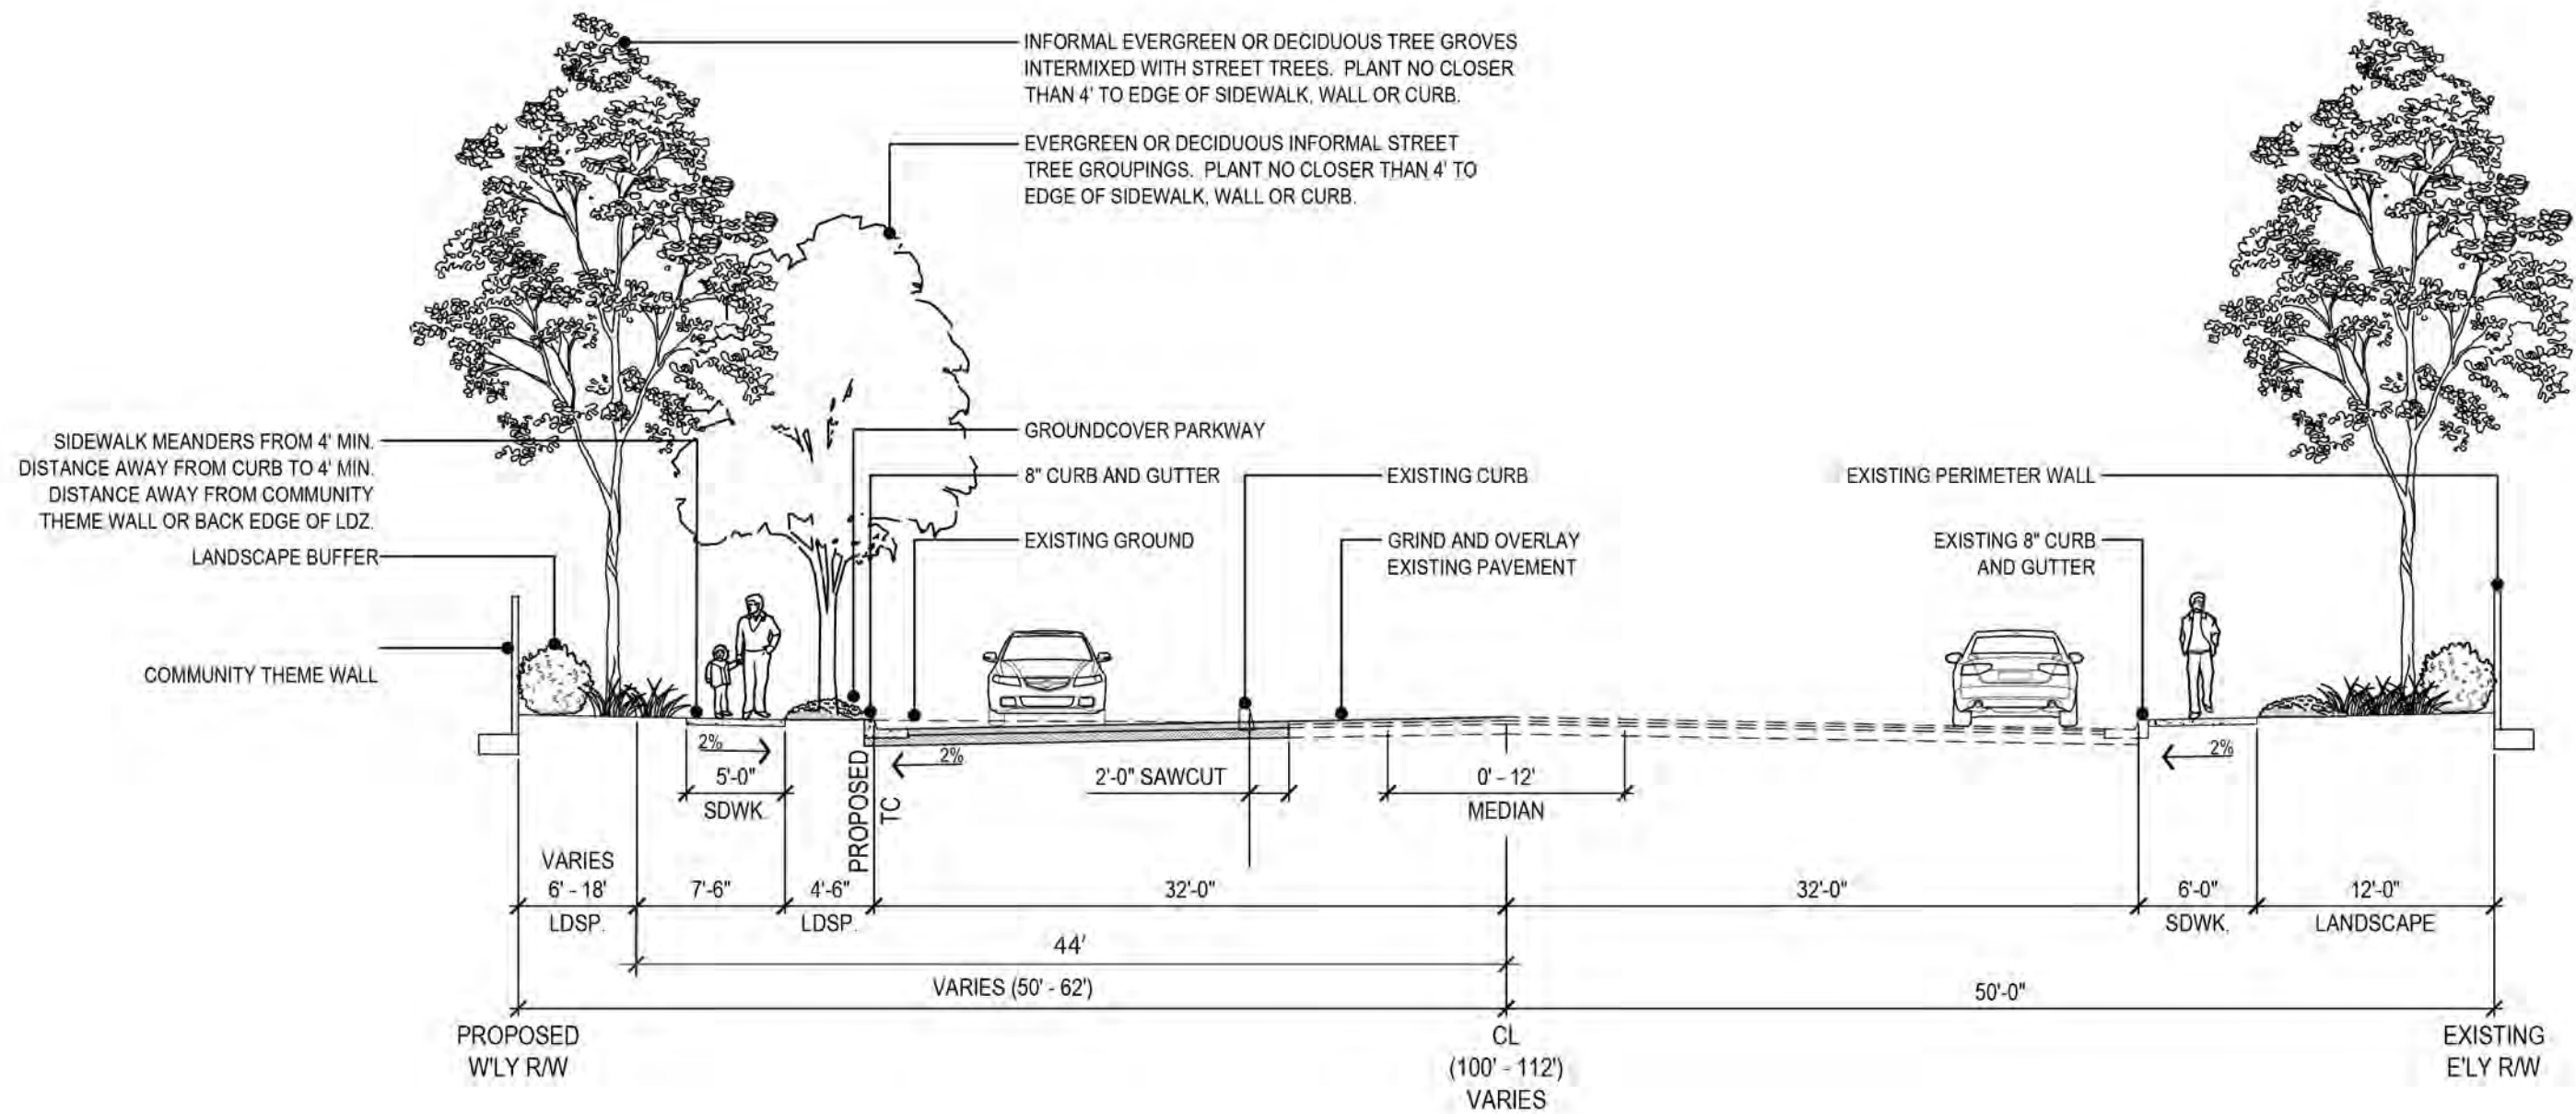 INFORMAL EVERGREEN OR DECIDUOUS TREE GROVES
INTERMIXED WITH STREET TREES. PLANT NO CLOSER
THAN 4' TO EDGE OF SIDEWALK, WALL OR CURB.
EVERGREEN OR DECIDUOUS INFORMAL STREET
TREE GROUPINGS. PLANT NO CLOSER THAN 4' TO
EDGE OF SIDEWALK, WALL OR CURB.
SIDEWALK MEANDERS FROM 4' MIN.
DISTANCE AWAY FROM CURB TO 4' MIN.
DISTANCE AWAY FROM COMMUNITY
THEME WALL OR BACK EDGE OF LDZ.
LANDSCAPE BUFFER
COMMUNITY THEME WALL
GROUNDCOVER PARKWAY
8" CURB AND GUTTER
EXISTING GROUND
EXISTING CURB
GRIND AND OVERLAY
EXISTING PAVEMENT
EXISTING PERIMETER WALL
EXISTING 8" CURB
AND GUTTER
2%
2%
2%
5'-0"
SDWK.
PROPOSED
TC
2'-0" SAWCUT
0' - 12'
MEDIAN
VARIES
6' - 18'
LDSP.
7'-6"
4'-6"
LDSP.
32'-0"
32'-0"
6'-0"
SDWK.
12'-0"
LANDSCAPE
44'
VARIES (50' - 62')
50'-0"
PROPOSED
W'LY R/W
CL
(100' - 112')
VARIES
EXISTING
E'LY R/W